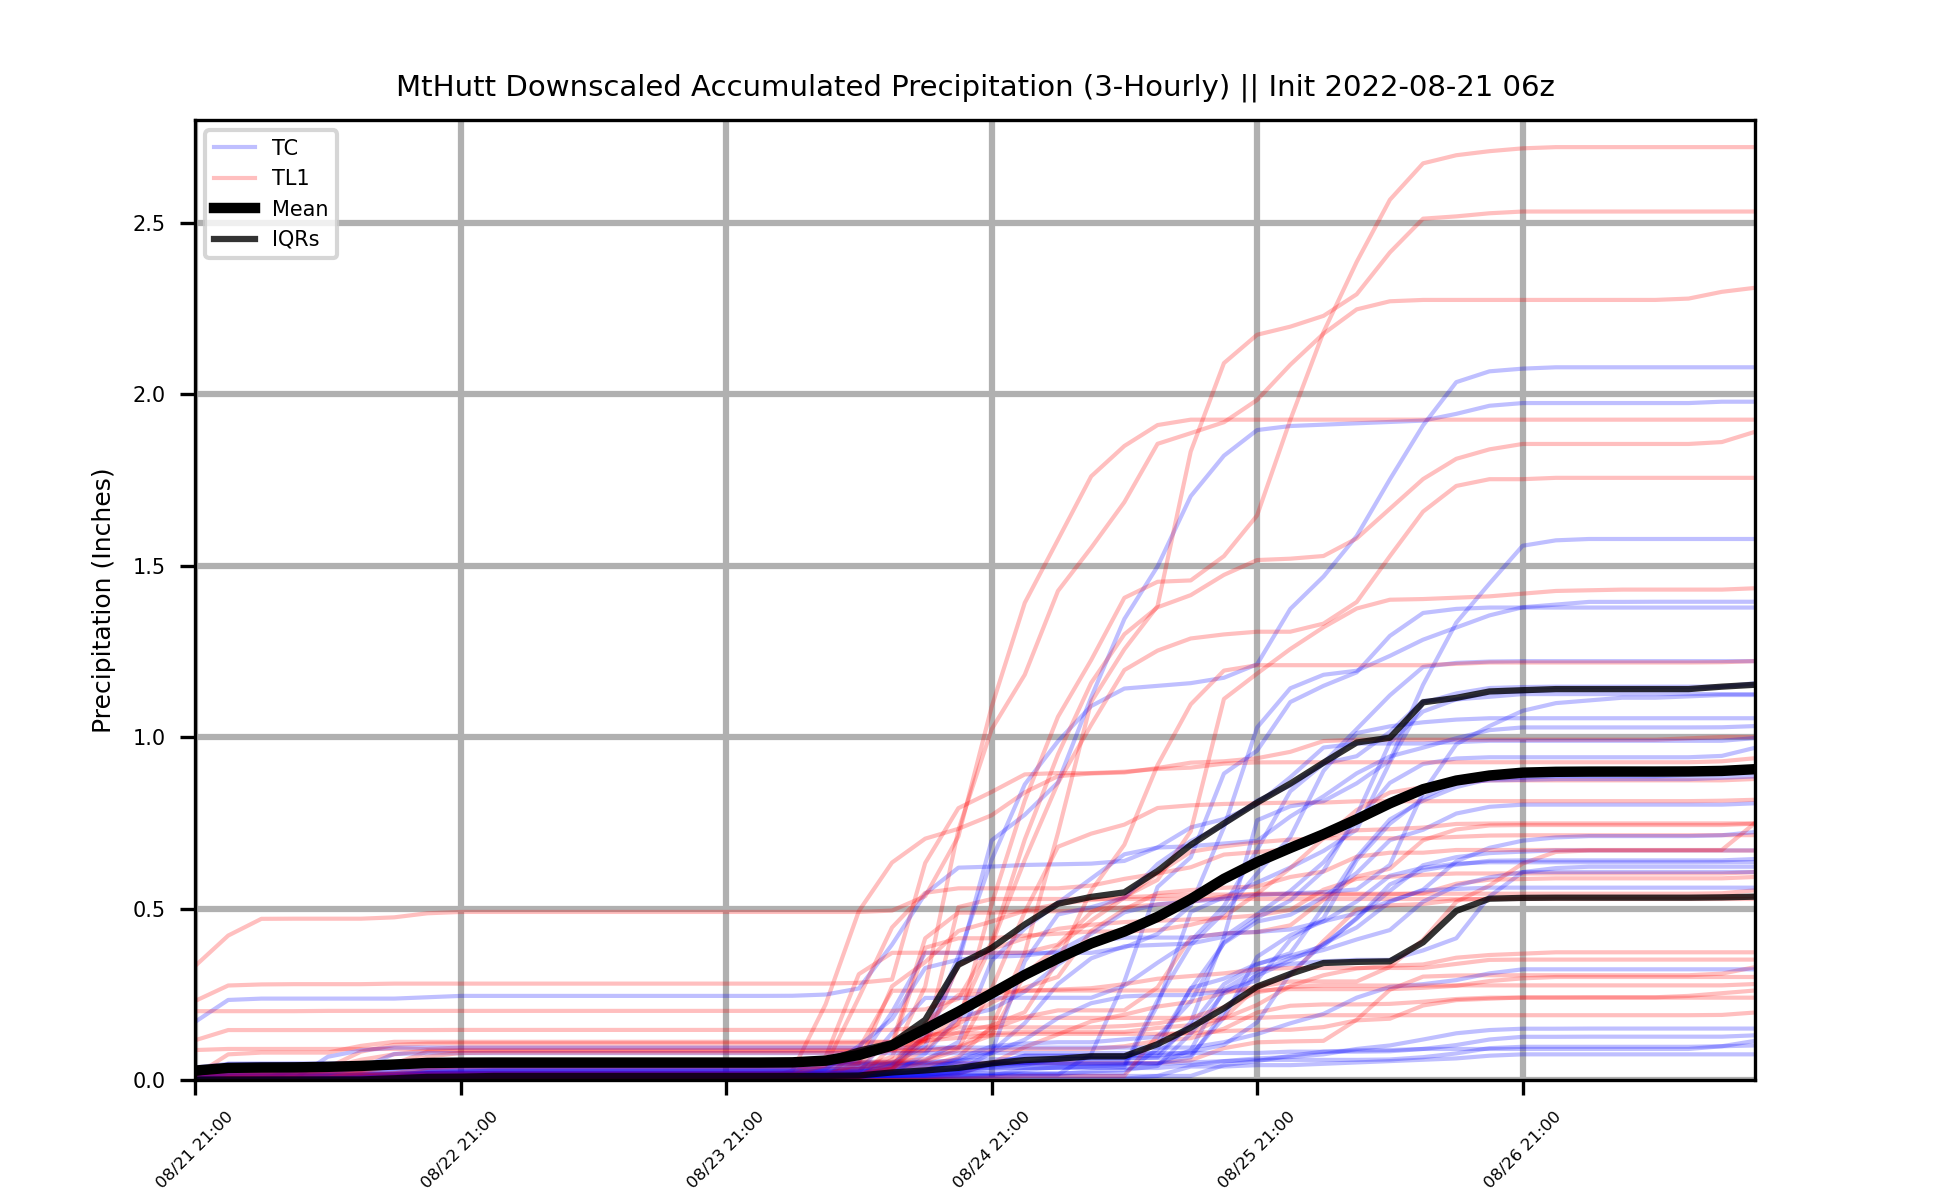 MtHutt Downscaled Accumulated Precipitation (3-Hourly) || Init 2022-08-21 06z
TC
TL1
Mean
IQRs
Precipitation (Inches)
2.5
2.0
1.5
1.0
0.5
0.0
08/21 21:00
08/22 21:00
08/23 21:00
08/24 21:00
08/25 21:00
08/26 21:00